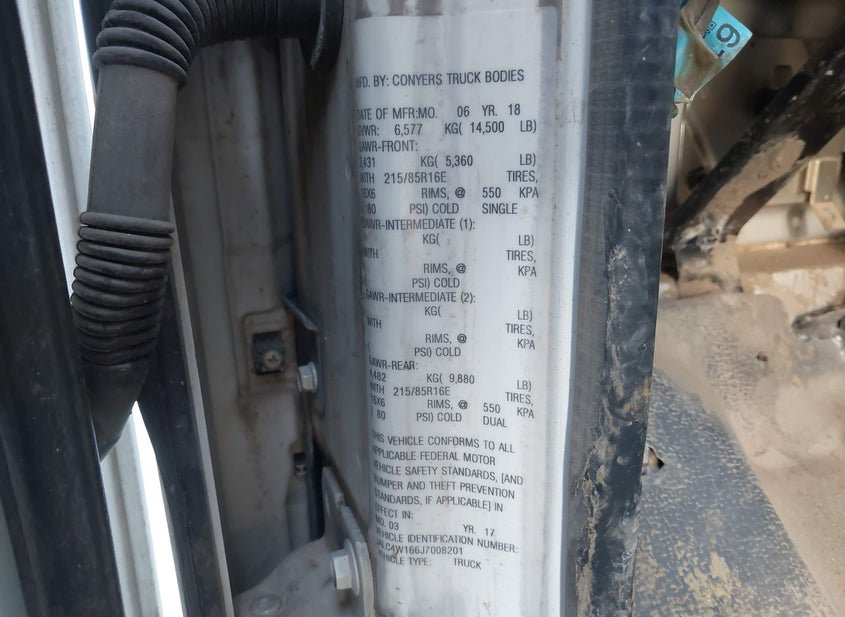 MFD. BY: CONYERS TRUCK BODIES
DATE OF MFR:MO. 06 YR. 18
GVWR: 6,577 KG( 14,500 LB)
GAWR-FRONT:
2,431 KG( 5,360 LB)
WITH 215/85R16E TIRES,
16X6 RIMS, @ 550 KPA
( 80 PSI) COLD SINGLE
GAWR-INTERMEDIATE (1):
KG( LB)
WITH TIRES,
RIMS, @ KPA
( PSI) COLD
GAWR-INTERMEDIATE (2):
KG( LB)
WITH TIRES,
RIMS, @ KPA
( PSI) COLD
GAWR-REAR:
4,482 KG( 9,880 LB)
WITH 215/85R16E TIRES,
16X6 RIMS, @ 550 KPA
( 80 PSI) COLD DUAL
THIS VEHICLE CONFORMS TO ALL
APPLICABLE FEDERAL MOTOR
VEHICLE SAFETY STANDARDS, [AND
BUMPER AND THEFT PREVENTION
STANDARDS, IF APPLICABLE] IN
EFFECT IN:
MO. 03 YR. 17
VEHICLE IDENTIFICATION NUMBER:
JALC4W166J7008201
VEHICLE TYPE: TRUCK